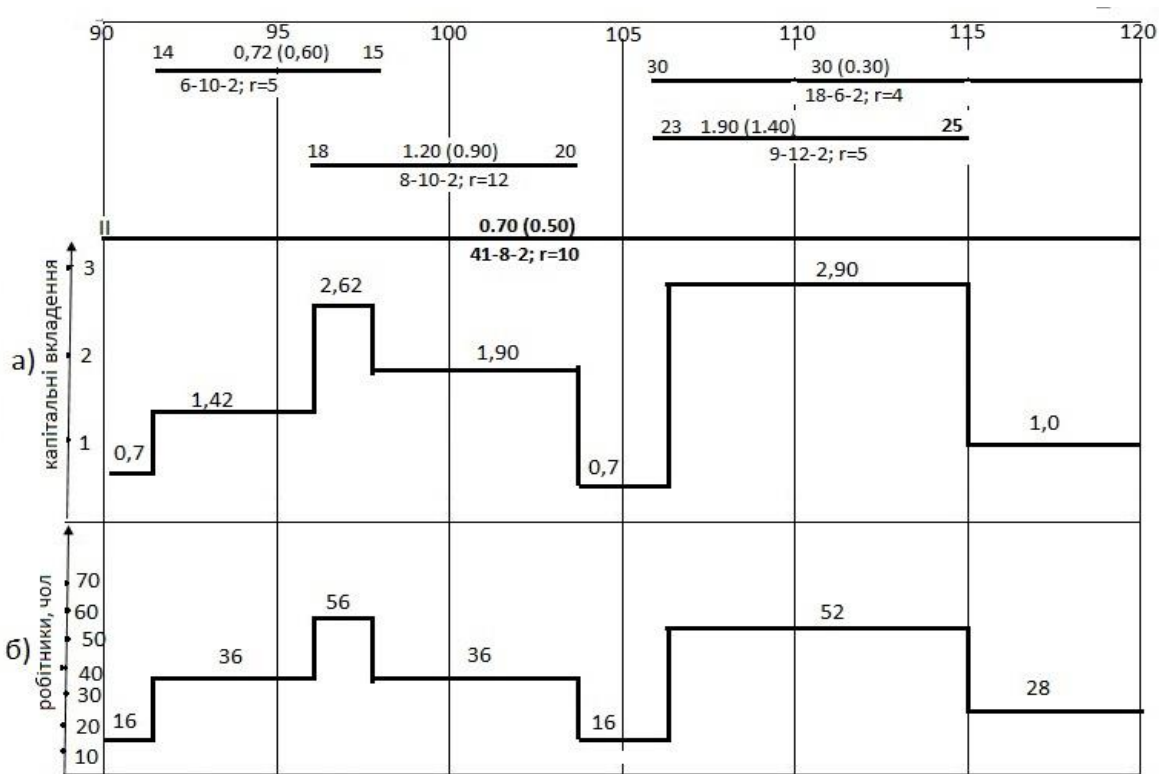 90 95 100 105 110 115 120
14 0,72 (0,60) 15
6-10-2; r=5
30 30 (0.30)
18-6-2; r=4
23 1.90 (1.40) 25
9-12-2; r=5
18 1.20 (0.90) 20
8-10-2; r=12
II 0.70 (0.50)
41-8-2; r=10
а)
капітальні вкладення
3
2
1
0,7
1,42
2,62
1,90
0,7
2,90
1,0
б)
робітники, чол
70
60
50
40
30
20
10
16
36
56
36
16
52
28